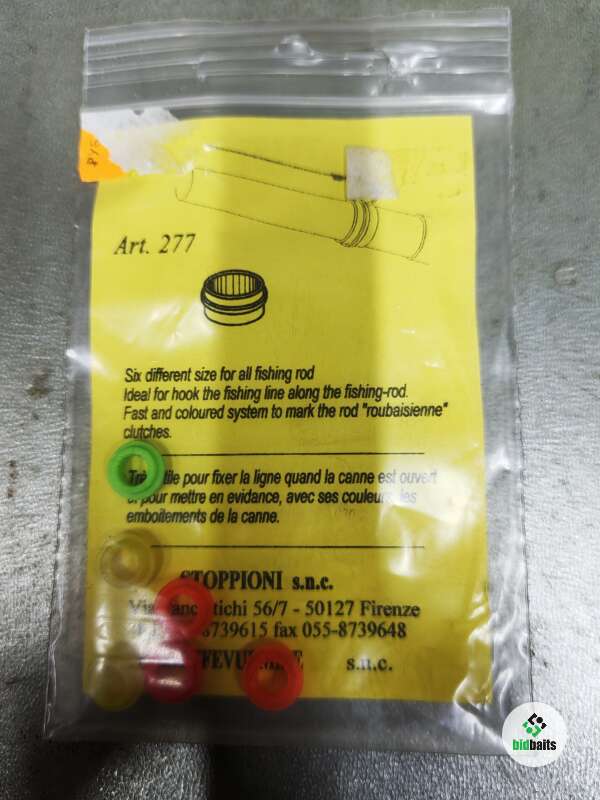 Art. 277
Six different size for all fishing rod
Ideal for hook the fishing line along the fishing-rod.
Fast and coloured system to mark the rod "roubaisienne"
clutches.
pour fixer la ligne quand la canne est ouvert
et pour mettre en evidance, avec ses couleurs, les
emboitements de la canne.
STOPPIONI s.n.c.
Via 56/7 - 50127 Firenze
8739615 fax 055-8739648
s.n.c.
bidbaits